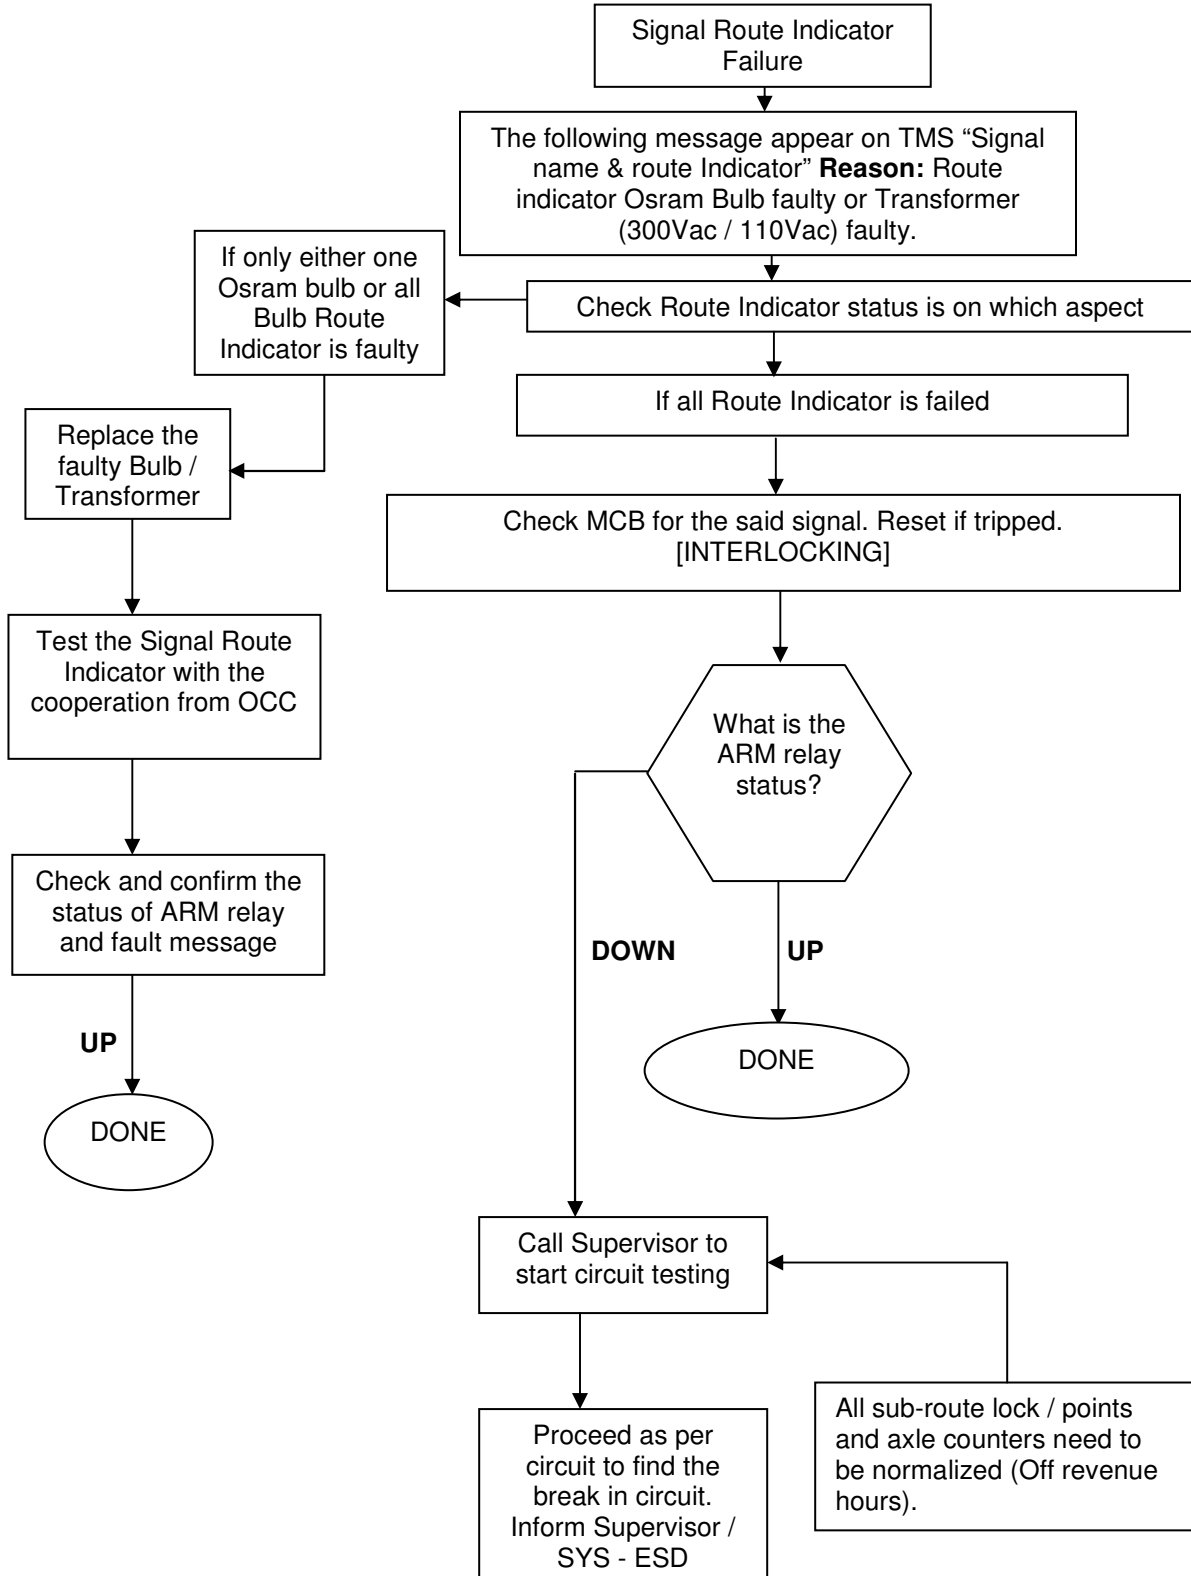 Signal Route Indicator
Failure
The following message appear on TMS “Signal
name & route Indicator” Reason: Route
indicator Osram Bulb faulty or Transformer
(300Vac / 110Vac) faulty.
If only either one
Osram bulb or all
Bulb Route
Indicator is faulty
Check Route Indicator status is on which aspect
If all Route Indicator is failed
Replace the
faulty Bulb /
Transformer
Check MCB for the said signal. Reset if tripped.
[INTERLOCKING]
Test the Signal Route
Indicator with the
cooperation from OCC
What is the
ARM relay
status?
Check and confirm the
status of ARM relay
and fault message
DOWN
UP
UP
DONE
DONE
Call Supervisor to
start circuit testing
All sub-route lock / points
and axle counters need to
be normalized (Off revenue
hours).
Proceed as per
circuit to find the
break in circuit.
Inform Supervisor /
SYS - ESD